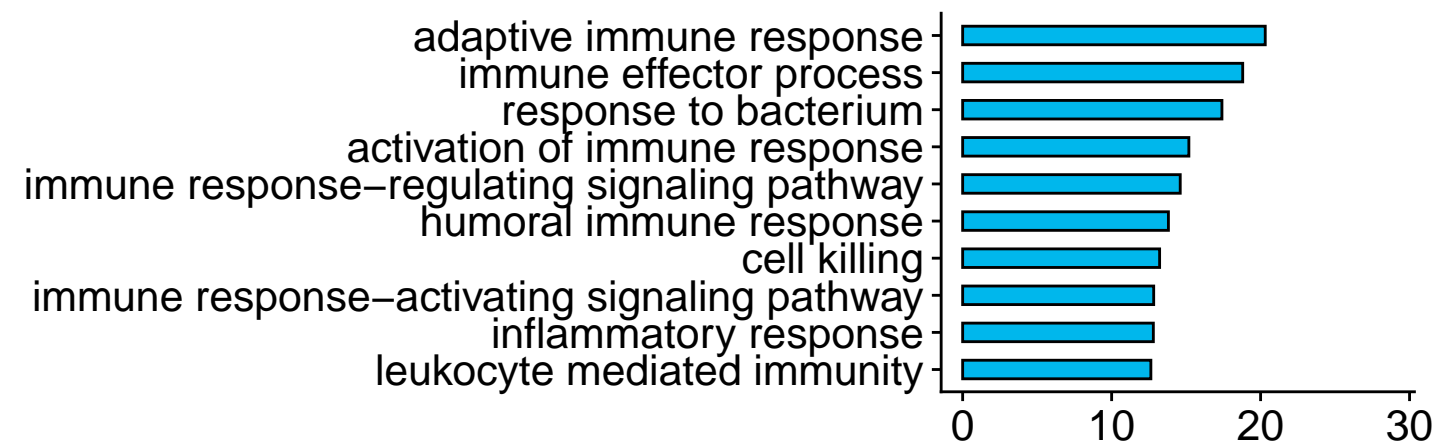 adaptive immune response
immune effector process
response to bacterium
activation of immune response
immune response−regulating signaling pathway
humoral immune response
cell killing
immune response−activating signaling pathway
inflammatory response
leukocyte mediated immunity
0 10 20 30